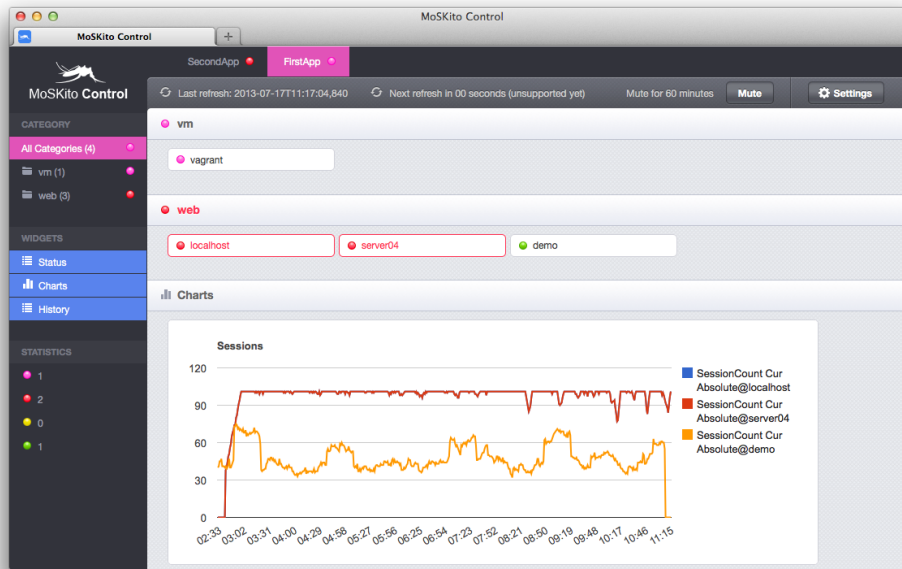 MoSKito Control
MoSKito Control
+
SecondApp
FirstApp
MoSKito Control
Last refresh: 2013-07-17T11:17:04,840
Next refresh in 00 seconds (unsupported yet)
Mute for 60 minutes
Mute
Settings
CATEGORY
All Categories (4)
vm (1)
web (3)
WIDGETS
Status
Charts
History
STATISTICS
1
2
0
1
vm
vagrant
web
localhost
server04
demo
Charts
Sessions
120
90
60
30
0
02:33
03:02
03:31
04:00
04:29
04:58
05:27
05:56
06:25
06:54
07:23
07:52
08:21
08:50
09:19
09:48
10:17
10:46
11:15
SessionCount Cur
Absolute@localhost
SessionCount Cur
Absolute@server04
SessionCount Cur
Absolute@demo